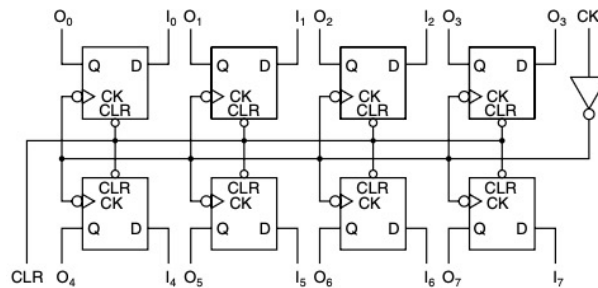 O0 I0 O1 I1 O2 I2 O3 O3 CK
Q D Q D Q D Q D
CK CK CK CK
CLR CLR CLR CLR
CLR CLR CLR CLR
CK CK CK CK
Q D Q D Q D Q D
CLR O4 I4 O5 I5 O6 I6 O7 I7